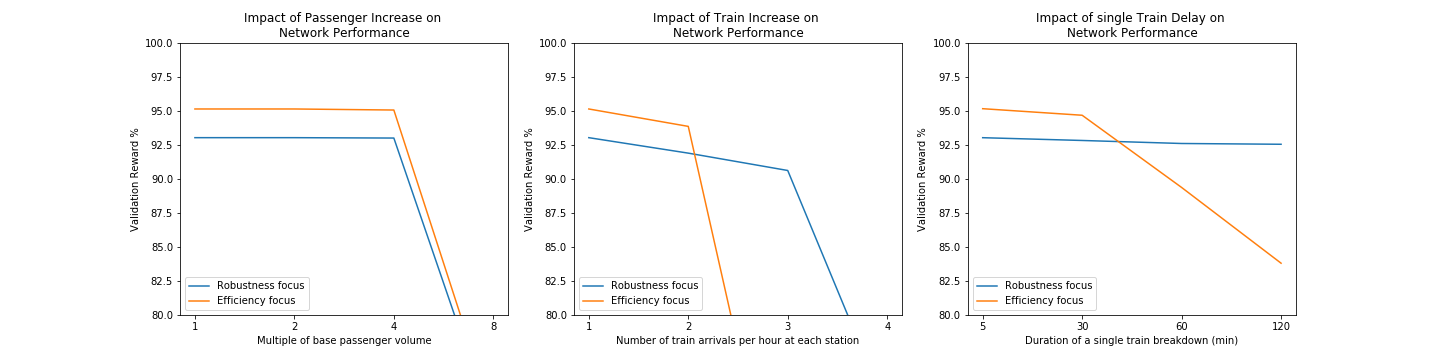 Impact of Passenger Increase on
Network Performance
100.0
97.5
95.0
92.5
90.0
87.5
85.0
82.5
80.0
Validation Reward %
Robustness focus
Efficiency focus
1 2 4 8
Multiple of base passenger volume
Impact of Train Increase on
Network Performance
100.0
97.5
95.0
92.5
90.0
87.5
85.0
82.5
80.0
Validation Reward %
Robustness focus
Efficiency focus
1 2 3 4
Number of train arrivals per hour at each station
Impact of single Train Delay on
Network Performance
100.0
97.5
95.0
92.5
90.0
87.5
85.0
82.5
80.0
Validation Reward %
Robustness focus
Efficiency focus
5 30 60 120
Duration of a single train breakdown (min)